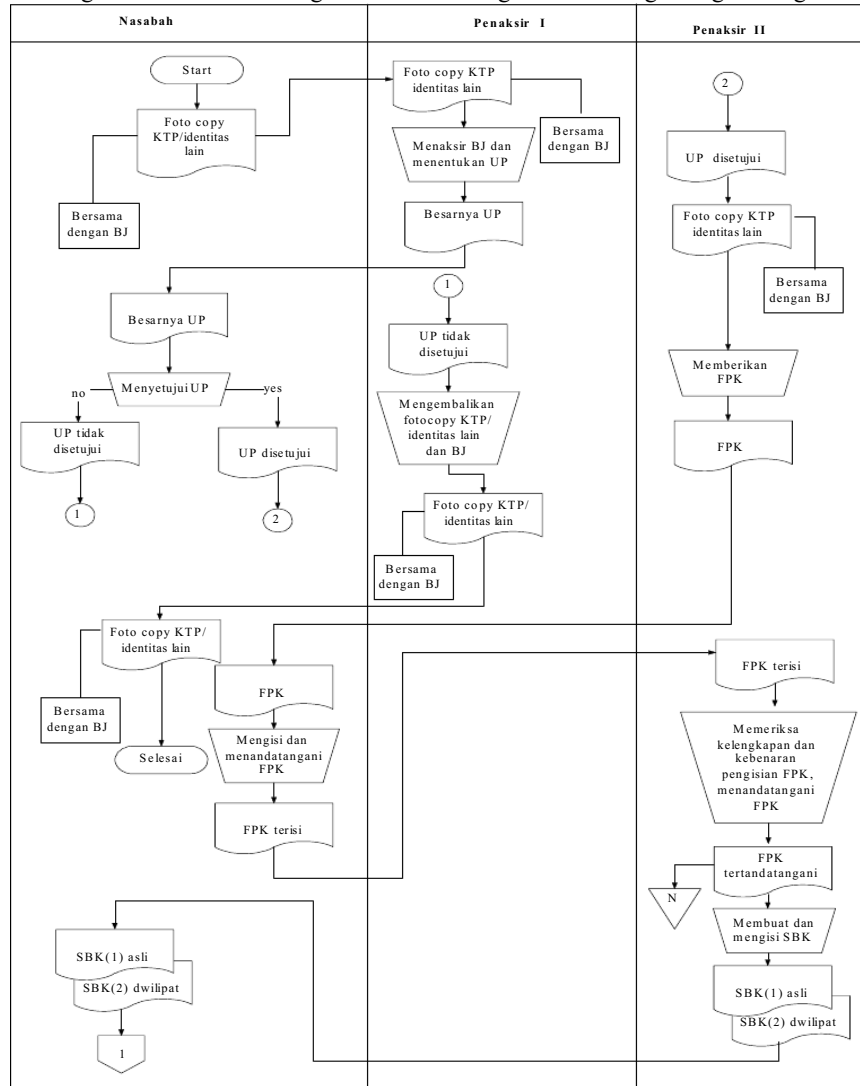 Nasabah
Penaksir I
Penaksir II
Start
Foto copy
KTP/identitas
lain
Bersama
dengan BJ
Besarnya UP
Menyetujui UP
no
yes
UP tidak
disetujui
UP disetujui
1
2
Foto copy KTP/
identitas lain
Bersama
dengan BJ
Selesai
FPK
Mengisi dan
menandatangani
FPK
FPK terisi
SBK(1) asli
SBK(2) dwilipat
1
Foto copy KTP
identitas lain
Bersama
dengan BJ
Menaksir BJ dan
menentukan UP
Besarnya UP
1
UP tidak
disetujui
Mengembalikan
fotocopy KTP/
identitas lain
dan BJ
Foto copy KTP/
identitas lain
Bersama
dengan BJ
2
UP disetujui
Foto copy KTP
identitas lain
Bersama
dengan BJ
Memberikan
FPK
FPK
FPK terisi
Memeriksa
kelengkapan dan
kebenaran
pengisian FPK,
menandatangani
FPK
FPK
tertandatangani
N
Membuat dan
mengisi SBK
SBK(1) asli
SBK(2) dwilipat